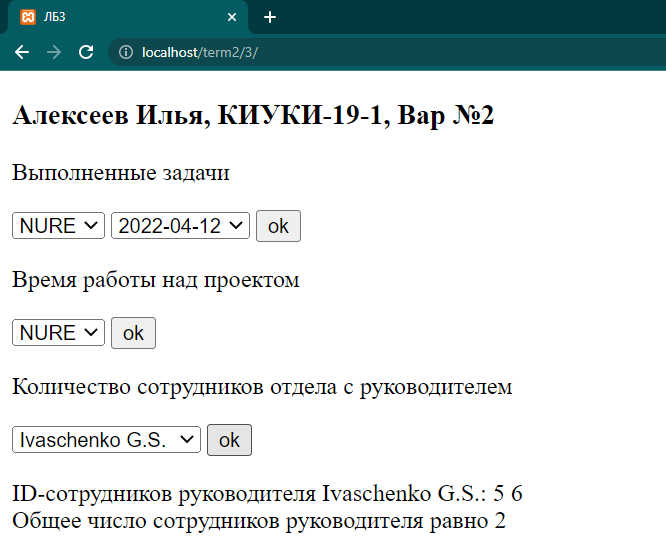 ЛБ3
localhost/term2/3/
Алексеев Илья, КИУКИ-19-1, Вар №2
Выполненные задачи
NURE 2022-04-12 ok
Время работы над проектом
NURE ok
Количество сотрудников отдела с руководителем
Ivaschenko G.S. ok
ID-сотрудников руководителя Ivaschenko G.S.: 5 6
Общее число сотрудников руководителя равно 2